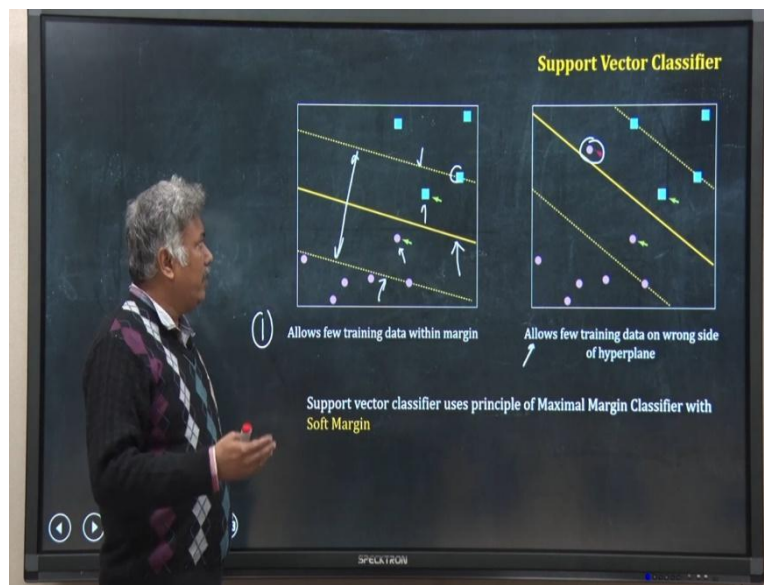 Support Vector Classifier
1
Allows few training data within margin
Allows few training data on wrong side
of hyperplane
Support vector classifier uses principle of Maximal Margin Classifier with
Soft Margin
SPECKTRON